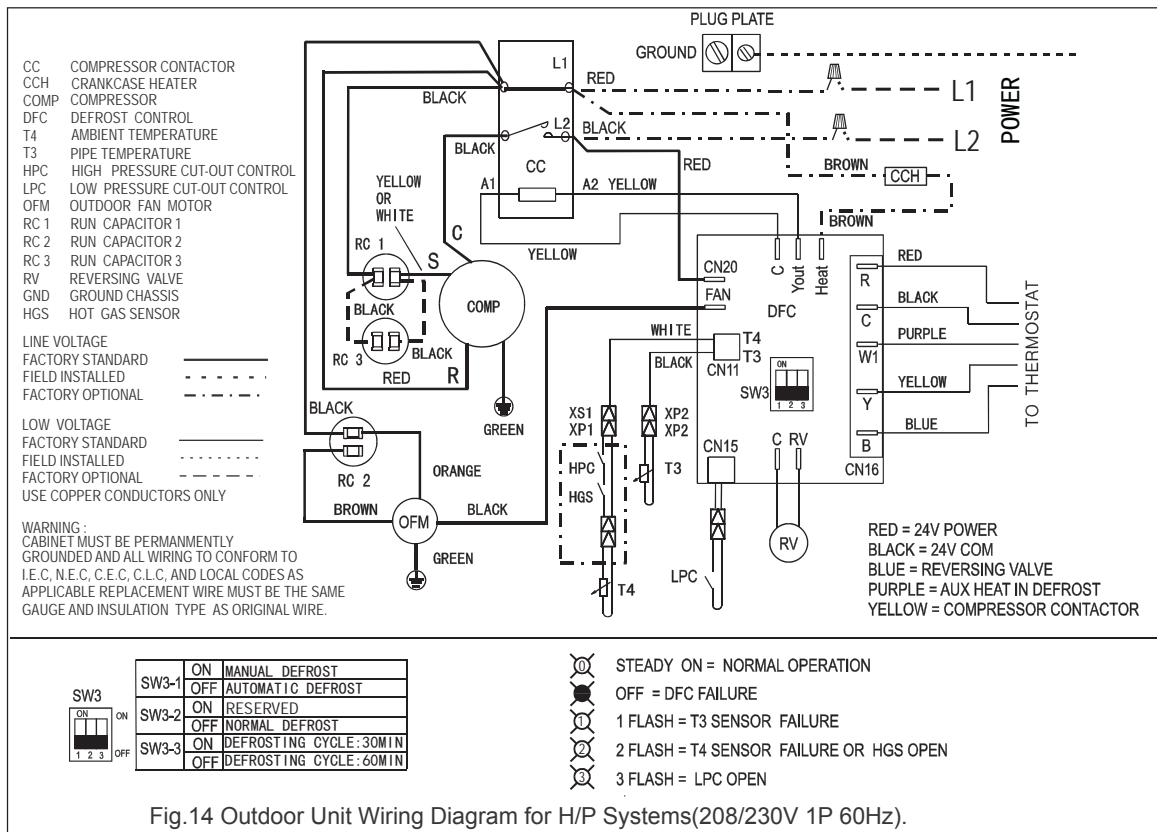 PLUG PLATE
GROUND
CC COMPRESSOR CONTACTOR
CCH CRANKCASE HEATER
COMP COMPRESSOR
DFC DEFROST CONTROL
T4 AMBIENT TEMPERATURE
T3 PIPE TEMPERATURE
HPC HIGH PRESSURE CUT-OUT CONTROL
LPC LOW PRESSURE CUT-OUT CONTROL
OFM OUTDOOR FAN MOTOR
RC 1 RUN CAPACITOR 1
RC 2 RUN CAPACITOR 2
RC 3 RUN CAPACITOR 3
RV REVERSING VALVE
GND GROUND CHASSIS
HGS HOT GAS SENSOR
LINE VOLTAGE
FACTORY STANDARD
FIELD INSTALLED
FACTORY OPTIONAL
LOW VOLTAGE
FACTORY STANDARD
FIELD INSTALLED
FACTORY OPTIONAL
USE COPPER CONDUCTORS ONLY
WARNING :
CABINET MUST BE PERMANMENTLY
GROUNDED AND ALL WIRING TO CONFORM TO
I.E.C, N.E.C, C.E.C, C.L.C, AND LOCAL CODES AS
APPLICABLE REPLACEMENT WIRE MUST BE THE SAME
GAUGE AND INSULATION TYPE AS ORIGINAL WIRE.
L1
RED
L1
BLACK
L2
BLACK
L2
POWER
BLACK
CC
RED
BROWN
CCH
A1
A2
YELLOW
YELLOW
OR
WHITE
BROWN
YELLOW
C
RC 1
S
COMP
BLACK
RC 3
BLACK
RED
R
GREEN
CN20
FAN
C
Yout
Heat
DFC
R
C
W1
Y
B
CN16
RED
BLACK
PURPLE
YELLOW
BLUE
TO THERMOSTAT
WHITE
BLACK
T4
T3
CN11
SW3
ON
1 2 3
BLACK
RC 2
ORANGE
BROWN
OFM
BLACK
GREEN
XS1
XP1
XP2
XP2
HPC
HGS
T3
T4
CN15
LPC
C
RV
RV
RED = 24V POWER
BLACK = 24V COM
BLUE = REVERSING VALVE
PURPLE = AUX HEAT IN DEFROST
YELLOW = COMPRESSOR CONTACTOR
SW3
ON
1 2 3
ON
OFF
SW3-1 ON MANUAL DEFROST
OFF AUTOMATIC DEFROST
SW3-2 ON RESERVED
OFF NORMAL DEFROST
SW3-3 ON DEFROSTING CYCLE:30MIN
OFF DEFROSTING CYCLE:60MIN
0 STEADY ON = NORMAL OPERATION
OFF = DFC FAILURE
1 1 FLASH = T3 SENSOR FAILURE
2 2 FLASH = T4 SENSOR FAILURE OR HGS OPEN
3 3 FLASH = LPC OPEN
Fig.14 Outdoor Unit Wiring Diagram for H/P Systems(208/230V 1P 60Hz).